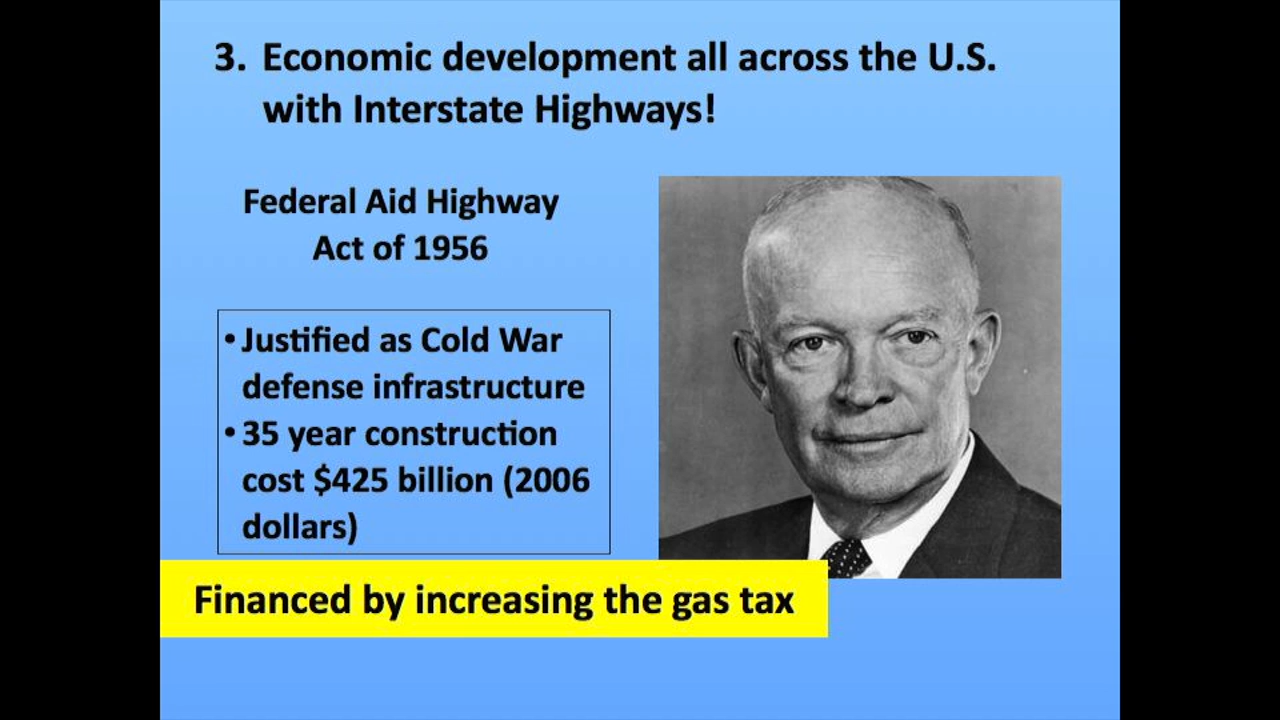 3. Economic development all across the U.S.
with Interstate Highways!
Federal Aid Highway
Act of 1956
• Justified as Cold War
defense infrastructure
• 35 year construction
cost $425 billion (2006
dollars)
Financed by increasing the gas tax